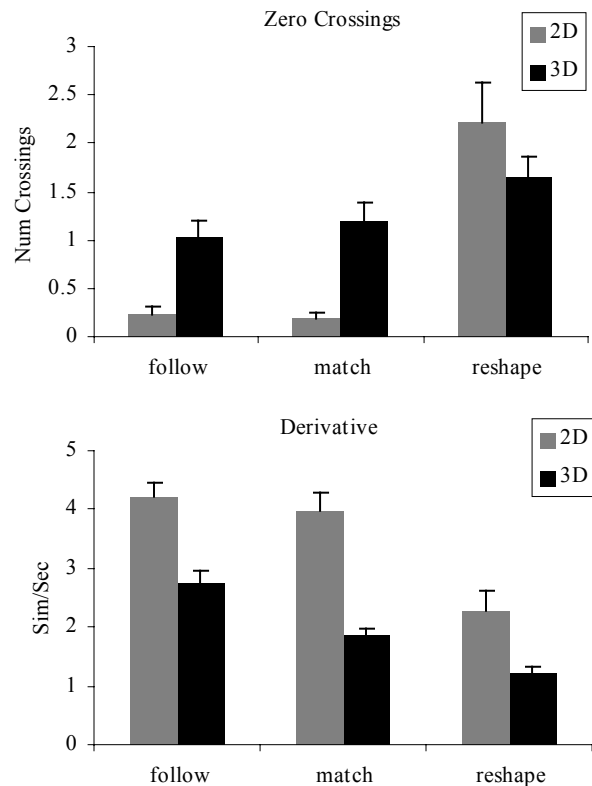 Zero Crossings
2D
3D
Num Crossings
3
2.5
2
1.5
1
0.5
0
follow match reshape
Derivative
2D
3D
Sim/Sec
5
4
3
2
1
0
follow match reshape